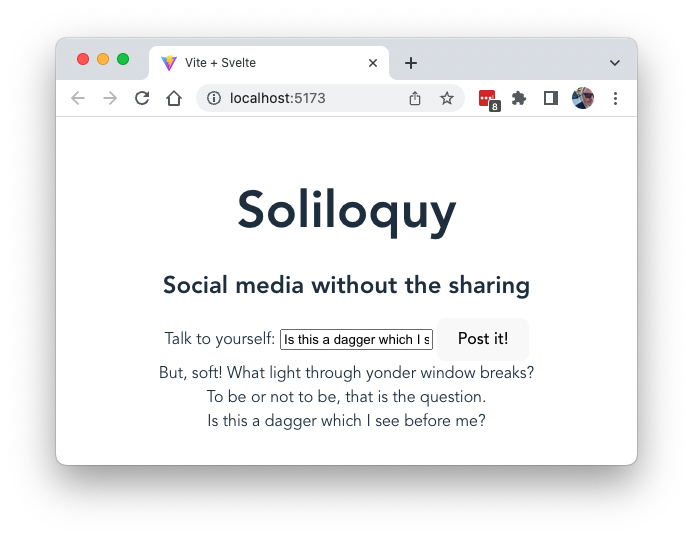 Vite + Svelte
localhost:5173
8
Soliloquy
Social media without the sharing
Talk to yourself: Is this a dagger which I s Post it!
But, soft! What light through yonder window breaks?
To be or not to be, that is the question.
Is this a dagger which I see before me?